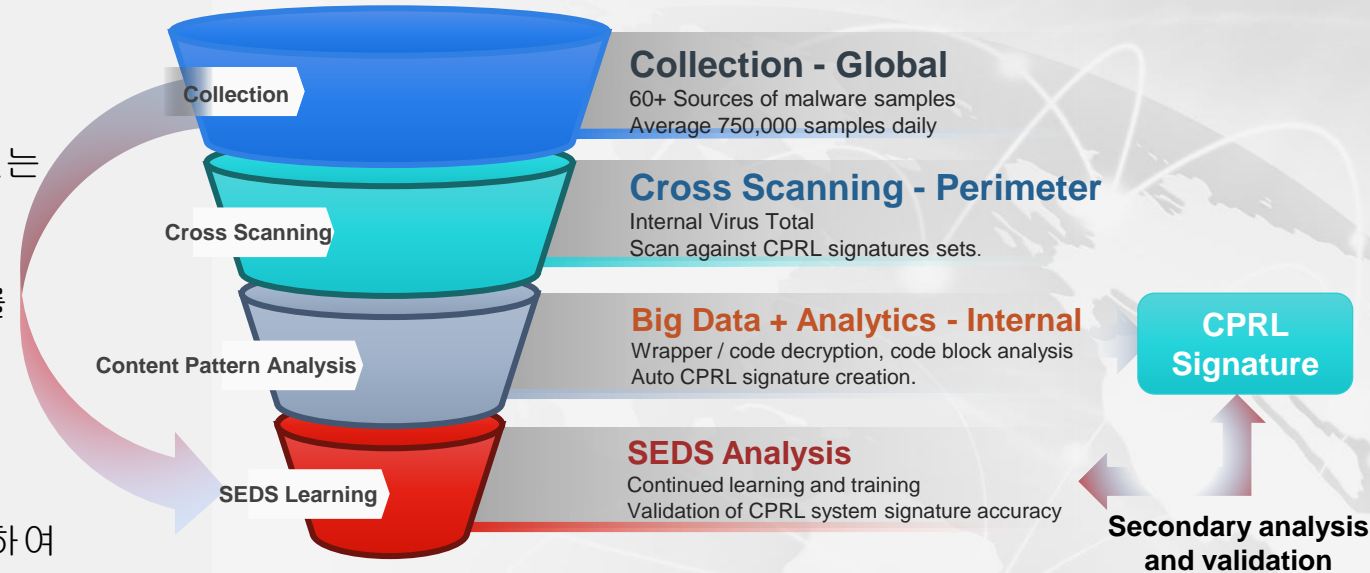 Collection
Collection - Global
60+ Sources of malware samples
Average 750,000 samples daily
는
Cross Scanning
Cross Scanning - Perimeter
Internal Virus Total
Scan against CPRL signatures sets.
Content Pattern Analysis
Big Data + Analytics - Internal
Wrapper / code decryption, code block analysis
Auto CPRL signature creation.
CPRL
Signature
SEDS Learning
SEDS Analysis
Continued learning and training
Validation of CPRL system signature accuracy
하여
Secondary analysis
and validation